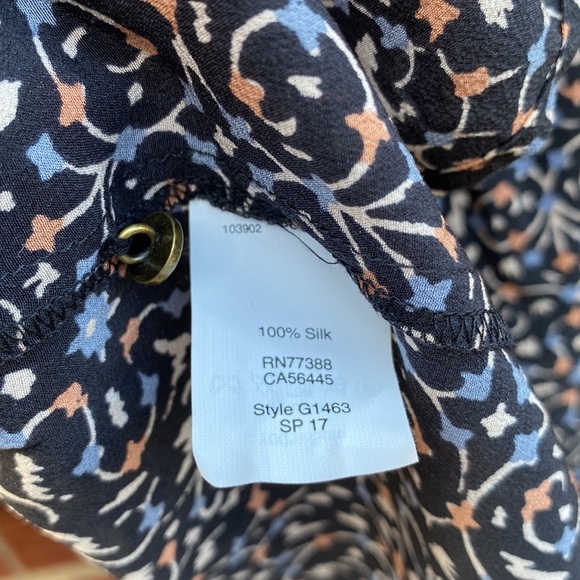 103902
100% Silk
RN77388
CA56445
Style G1463
SP 17